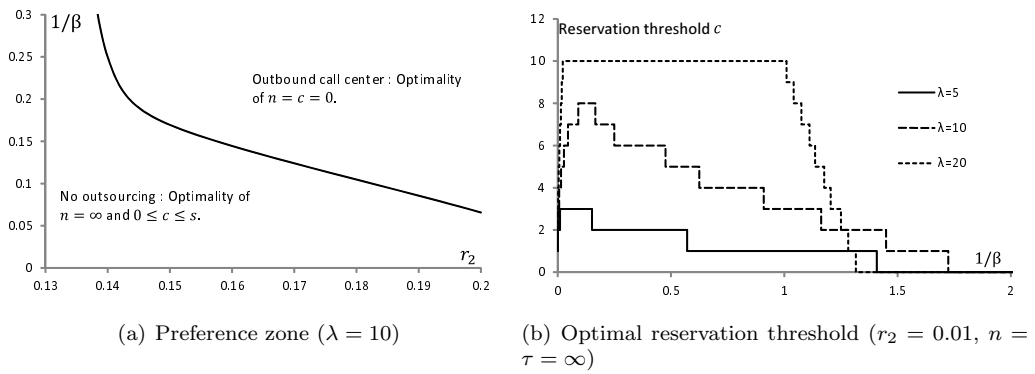 0.3
1/β
0.25
0.2
0.15
0.1
0.05
0
Outbound call center : Optimality
of n = c = 0.
No outsourcing : Optimality of
n = ∞ and 0 ≤ c ≤ s.
r₂
0.13 0.14 0.15 0.16 0.17 0.18 0.19 0.2
(a) Preference zone (λ = 10)
12
Reservation threshold c
10
8
6
4
2
0
λ=5
λ=10
λ=20
1/β
0 0.5 1 1.5 2
(b) Optimal reservation threshold (r₂ = 0.01, n =
τ = ∞)